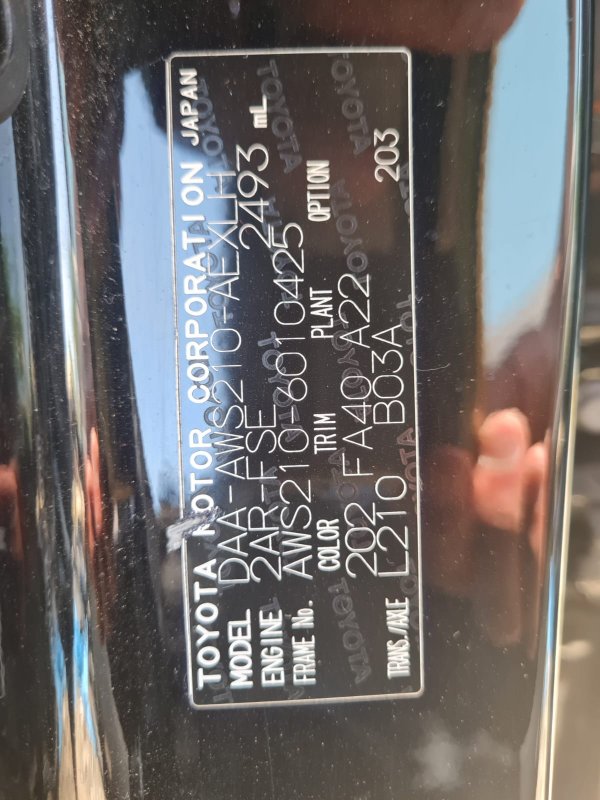 TOYOTA MOTOR CORPORATION JAPAN
MODEL DAA-AWS210-AEXLH
ENGINE 2AR-FSE 2493 mL
FRAME No. AWS210-6010425
COLOR TRIM PLANT OPTION
202 FA40 A22
TRANS./AXLE L210 B03A 203